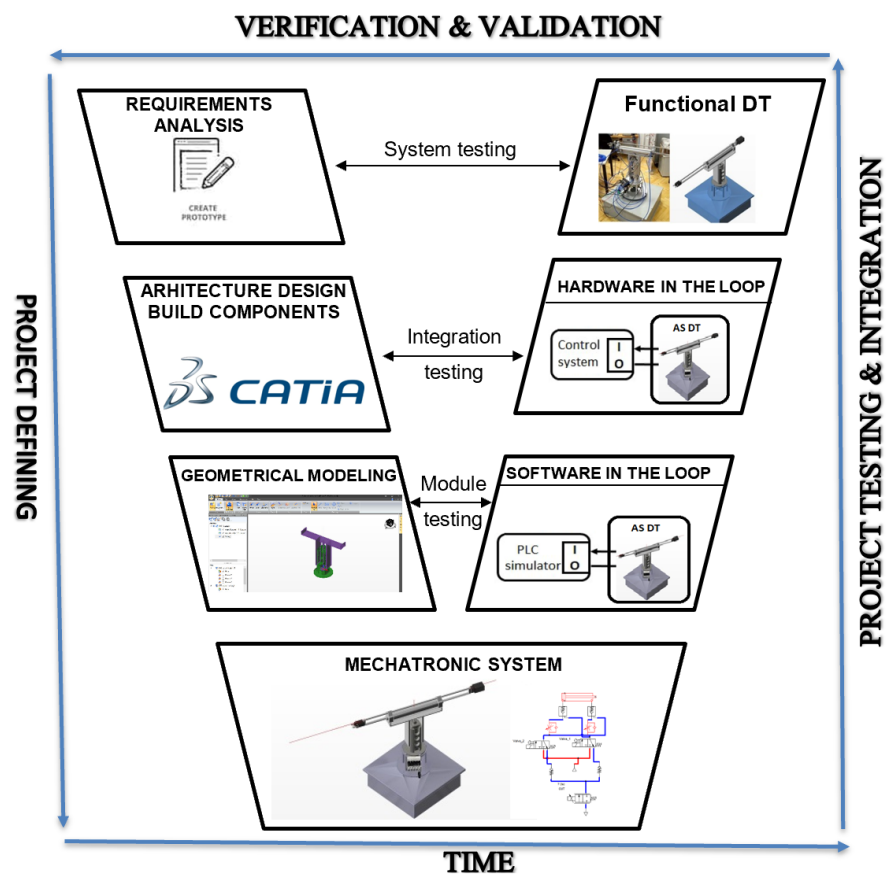 VERIFICATION & VALIDATION
REQUIREMENTS
ANALYSIS
CREATE
PROTOTYPE
System testing
Functional DT
ARHITECTURE DESIGN
BUILD COMPONENTS
CATIA
Integration
testing
HARDWARE IN THE LOOP
Control
system
I
O
AS DT
GEOMETRICAL MODELING
Module
testing
SOFTWARE IN THE LOOP
PLC
simulator
I
O
AS DT
MECHATRONIC SYSTEM
PROJECT DEFINING
PROJECT TESTING & INTEGRATION
TIME